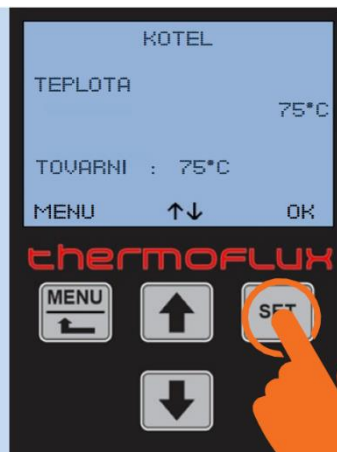 KOTEL
TEPLOTA
75°C
TOVARNI : 75°C
MENU ↑↓ OK
thermoflux
MENU
SET